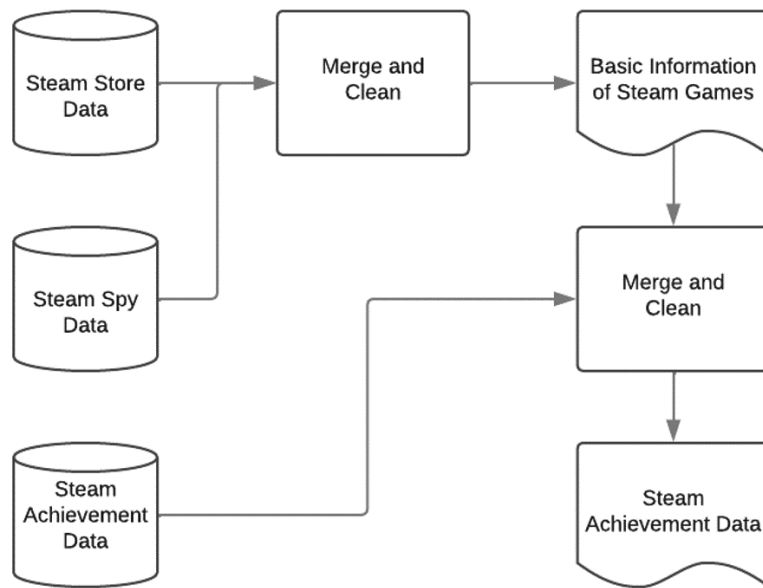 Steam Store
Data
Merge and
Clean
Basic Information
of Steam Games
Steam Spy
Data
Merge and
Clean
Steam
Achievement
Data
Steam
Achievement Data